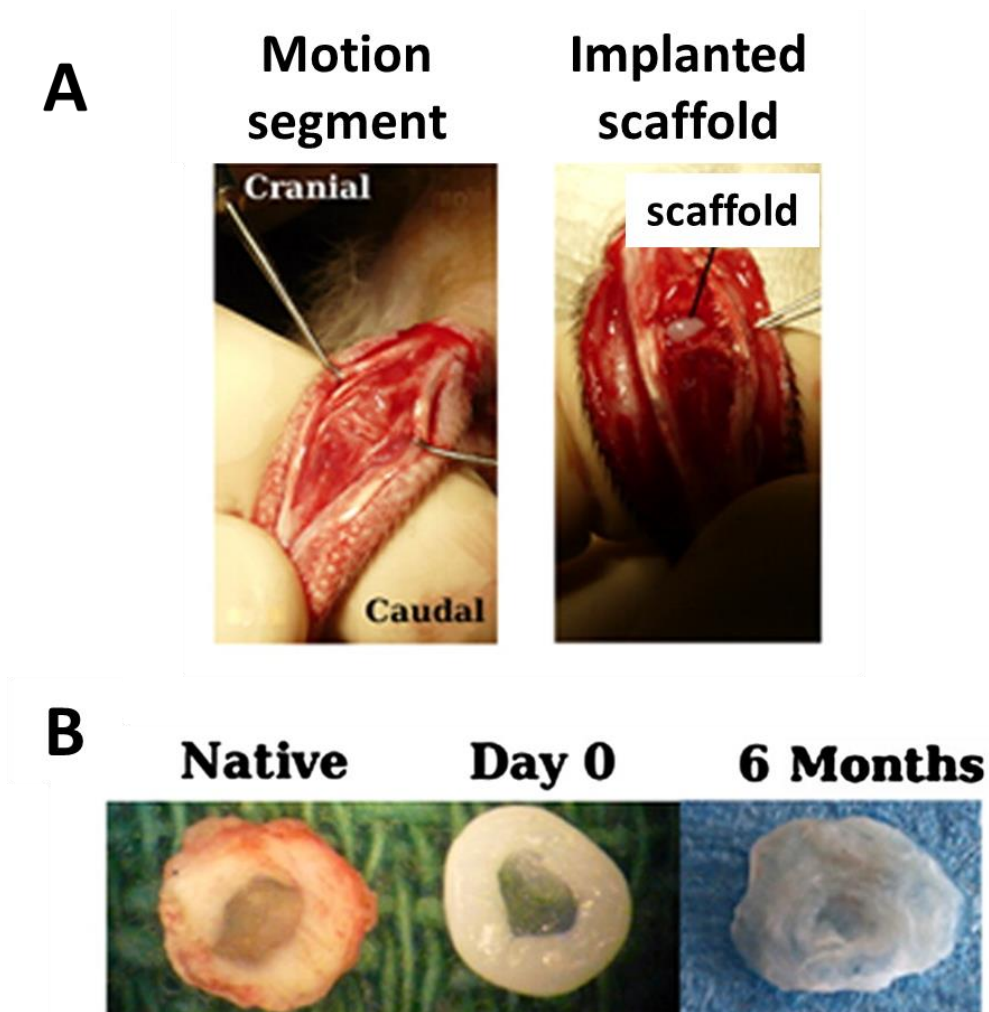 A
Motion
segment
Implanted
scaffold
Cranial
scaffold
Caudal
B
Native
Day 0
6 Months